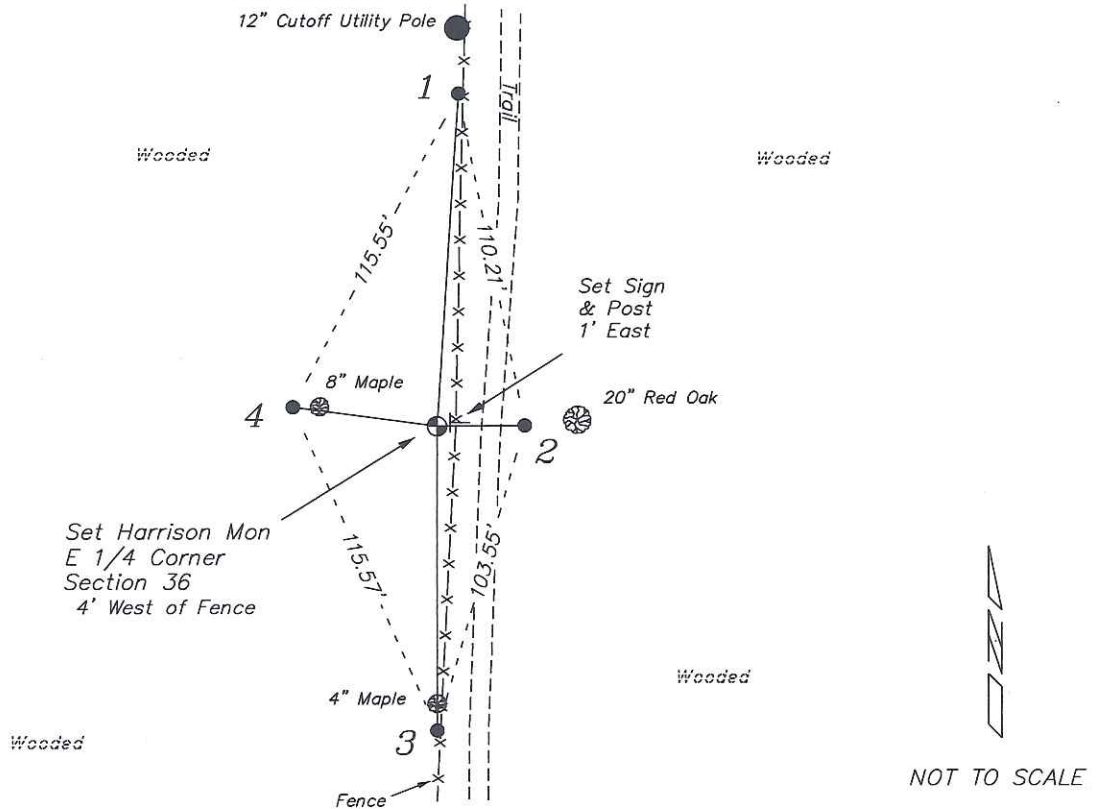 12" Cutoff Utility Pole
1
Trail
Wooded
Wooded
115.55'
110.21'
Set Sign
& Post
1' East
8" Maple
20" Red Oak
4
2
Set Harrison Mon
E 1/4 Corner
Section 36
4' West of Fence
115.57'
103.55'
Wooded
4" Maple
3
Wooded
Fence
N
NOT TO SCALE